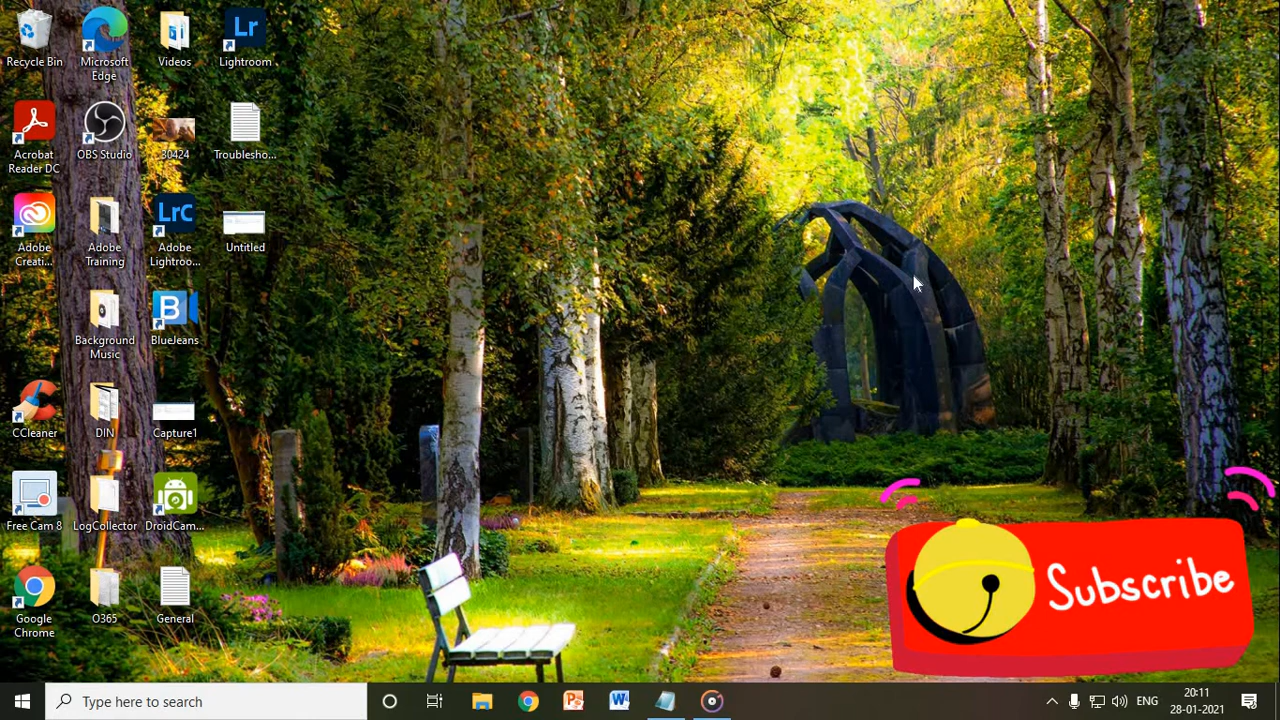 Recycle Bin
Microsoft
Edge
Videos
Lr
Lightroom
Acrobat
Reader DC
OBS Studio
30424
Troublesho...
Adobe
Creati...
Adobe
Training
LrC
Adobe
Lightroo...
Untitled
Background
Music
B
BlueJeans
CCleaner
DIN
Capture1
Free Cam 8
LogCollector
DroidCam...
Google
Chrome
O365
General
Subscribe
Type here to search
P
W
ENG
20:11
28-01-2021